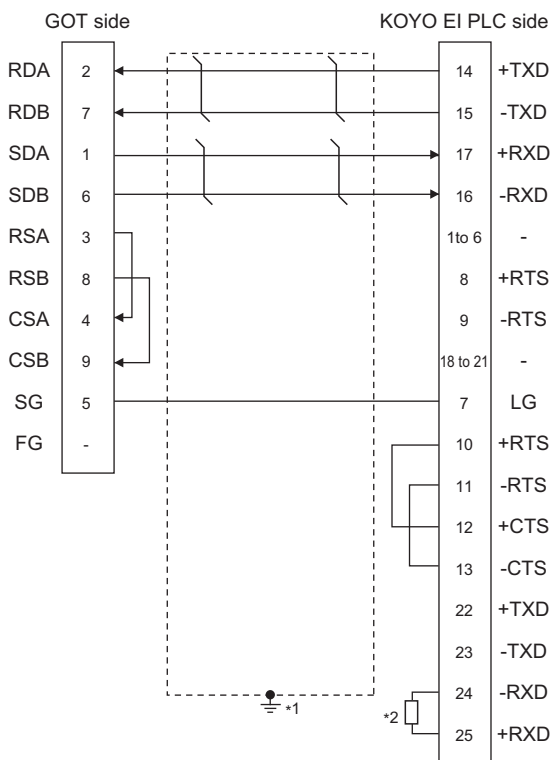 GOT side KOYO EI PLC side
RDA 2 14 +TXD
RDB 7 15 -TXD
SDA 1 17 +RXD
SDB 6 16 -RXD
RSA 3 1to 6 -
RSB 8 8 +RTS
CSA 4 9 -RTS
CSB 9 18 to 21 -
SG 5 7 LG
FG - 10 +RTS
11 -RTS
12 +CTS
13 -CTS
22 +TXD
23 -TXD
24 -RXD
*1 *2
25 +RXD